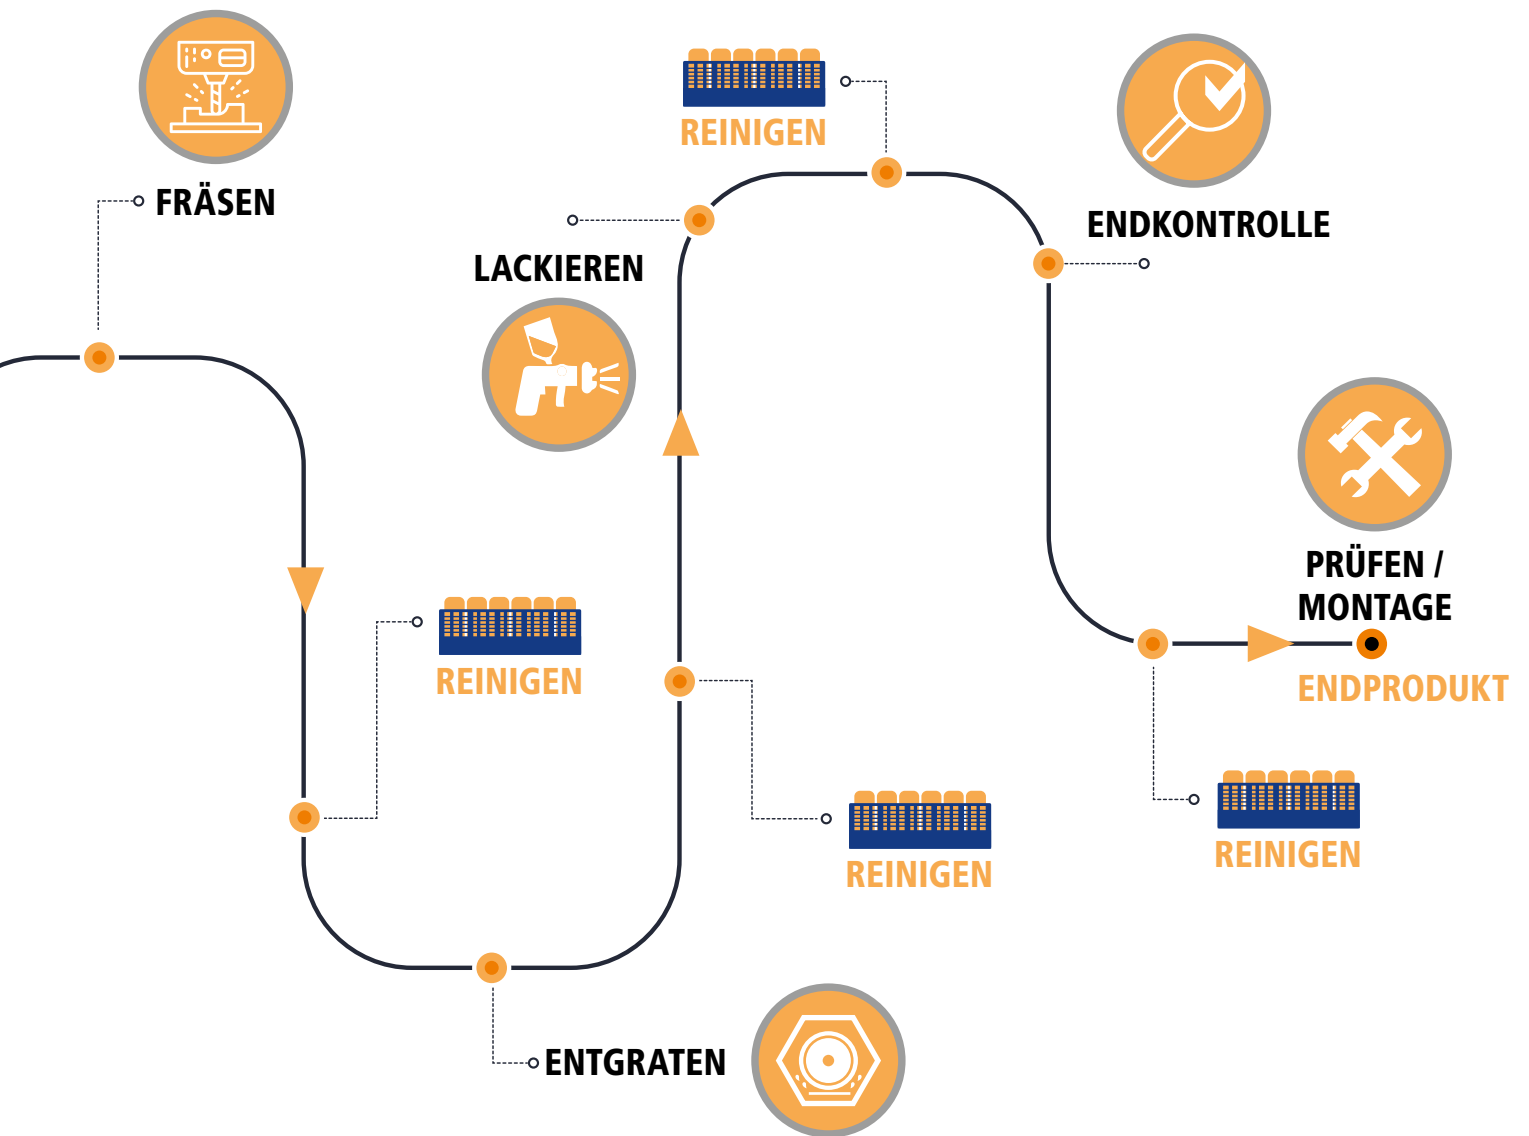 FRÄSEN
REINIGEN
ENTGRATEN
REINIGEN
LACKIEREN
REINIGEN
ENDKONTROLLE
REINIGEN
PRÜFEN /
MONTAGE
ENDPRODUKT